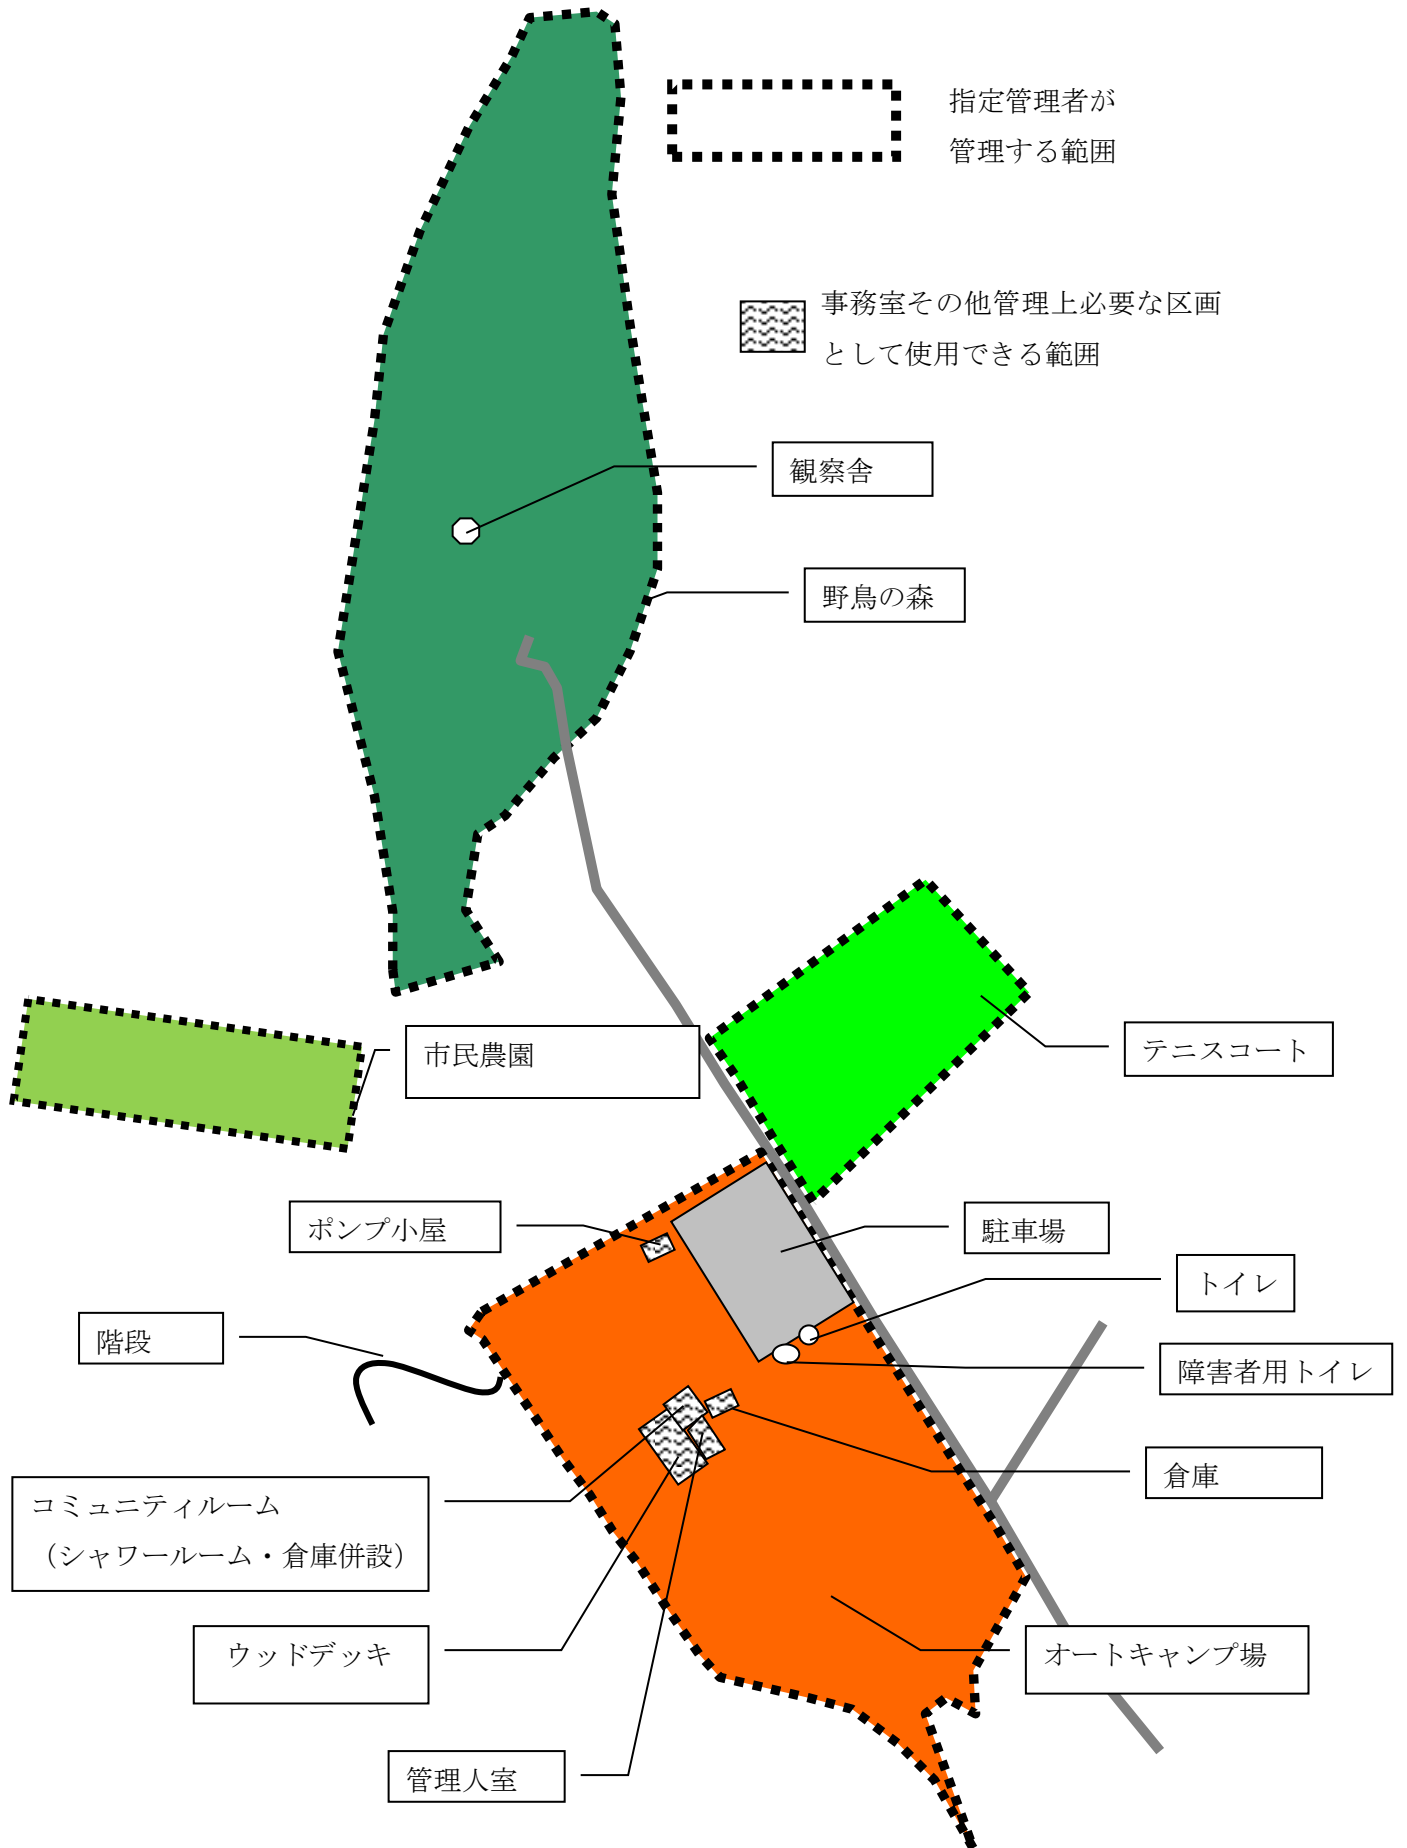 指定管理者が
管理する範囲
事務室その他管理上必要な区画
として使用できる範囲
観察舎
野鳥の森
市民農園
テニスコート
ポンプ小屋
駐車場
トイレ
階段
障害者用トイレ
倉庫
コミュニティルーム
（シャワールーム・倉庫併設）
ウッドデッキ
オートキャンプ場
管理人室